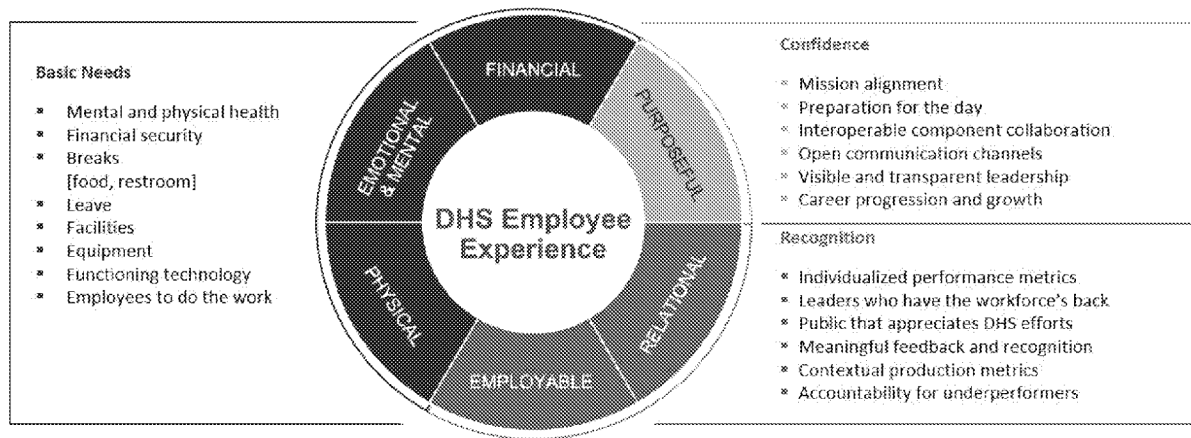 Basic Needs
Mental and physical health
Financial security
Breaks
[food, restroom]
Leave
Facilities
Equipment
Functioning technology
Employees to do the work
FINANCIAL
PURPOSEFUL
RELATIONAL
EMPLOYABLE
PHYSICAL
EMOTIONAL
& MENTAL
DHS Employee
Experience
Confidence
Mission alignment
Preparation for the day
Interoperable component collaboration
Open communication channels
Visible and transparent leadership
Career progression and growth
Recognition
Individualized performance metrics
Leaders who have the workforce's back
Public that appreciates DHS efforts
Meaningful feedback and recognition
Contextual production metrics
Accountability for underperformers